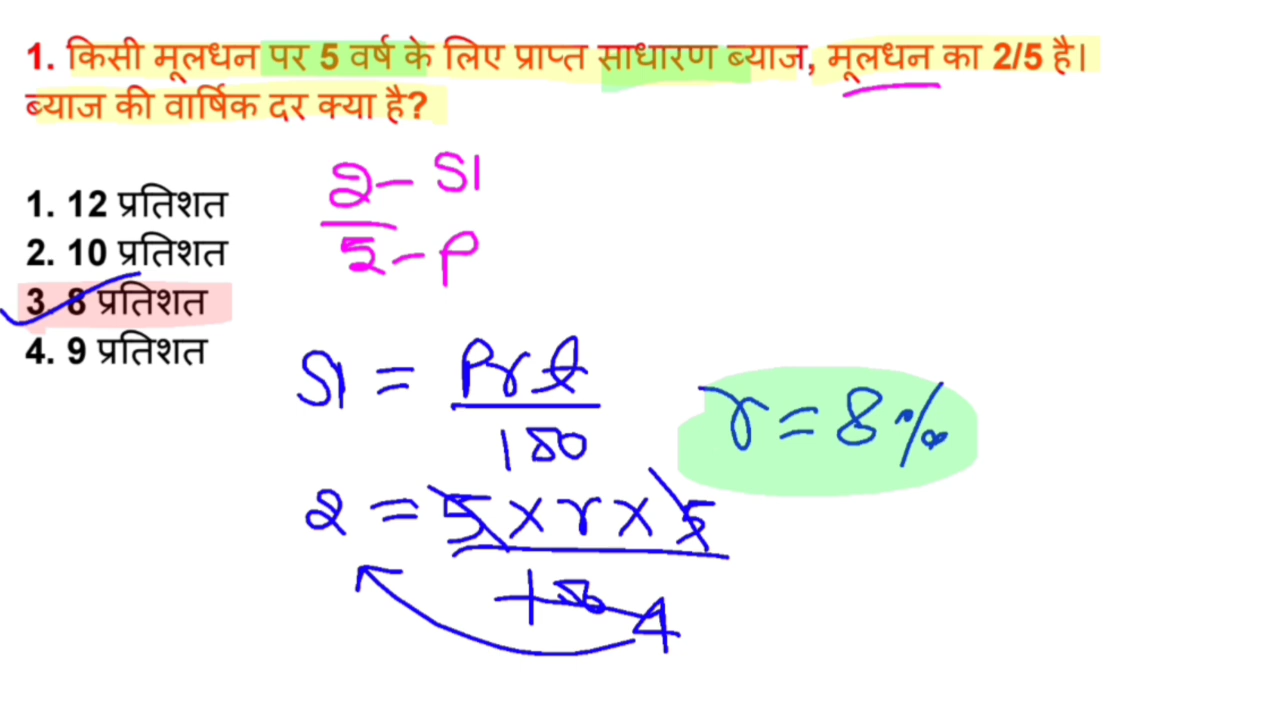 1. किसी मूलधन पर 5 वर्ष के लिए प्राप्त साधारण ब्याज, मूलधन का 2/5 है।
ब्याज की वार्षिक दर क्या है?
1. 12 प्रतिशत
2. 10 प्रतिशत
3. 8 प्रतिशत
4. 9 प्रतिशत
2 - SI
5 - P
SI = Prt
100
r = 8%
2 = 5 × r × 5
100 4